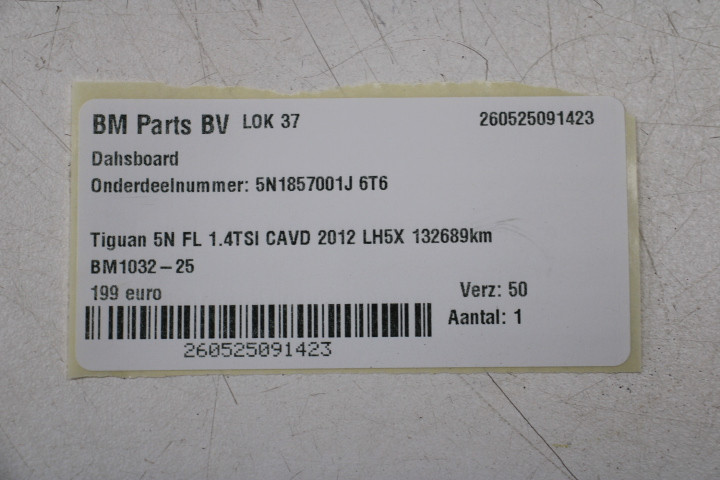 BM Parts BV LOK 37 260525091423
Dahsboard
Onderdeelnummer: 5N1857001J 6T6
Tiguan 5N FL 1.4TSI CAVD 2012 LH5X 132689km
BM1032-25
199 euro Verz: 50
Aantal: 1
260525091423